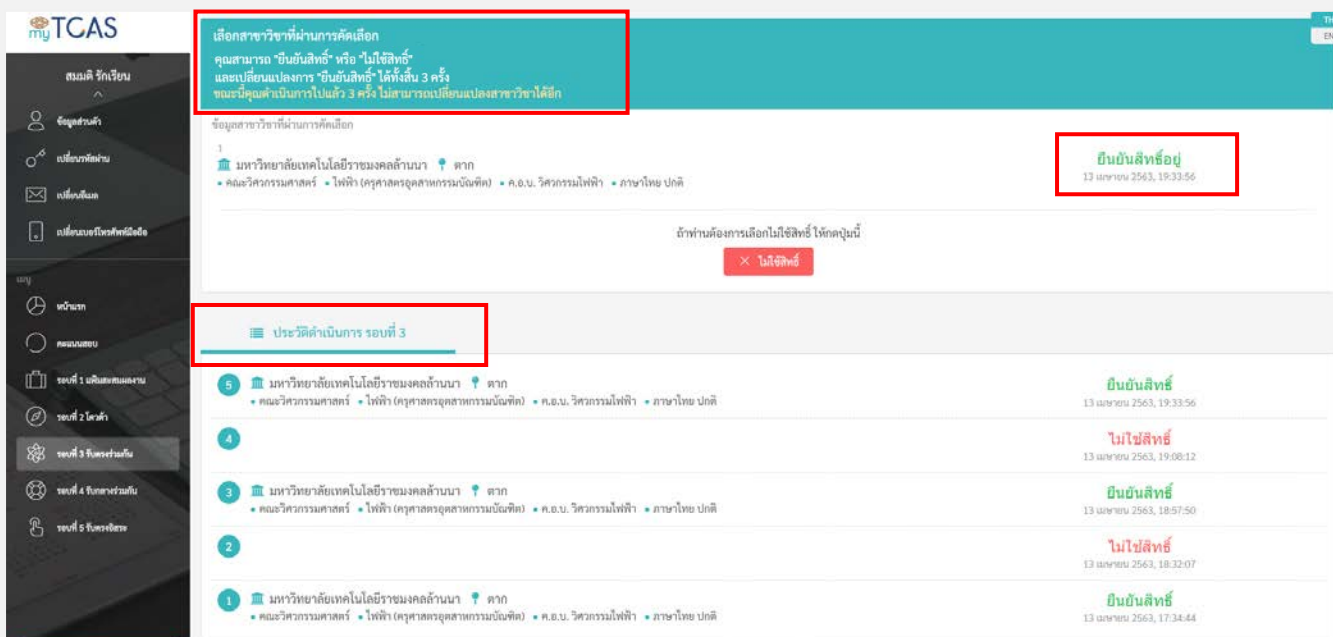 myTCAS
สมมติ รักเรียน
ข้อมูลส่วนตัว
เปลี่ยนรหัสผ่าน
เปลี่ยนอีเมล
เปลี่ยนเบอร์โทรศัพท์มือถือ
เมนู
หน้าแรก
คะแนนสอบ
รอบที่ 1 แฟ้มสะสมผลงาน
รอบที่ 2 โควต้า
รอบที่ 3 รับตรงร่วมกัน
รอบที่ 4 รับกลางร่วมกัน
รอบที่ 5 รับตรงอิสระ
TH
EN
เลือกสาขาวิชาที่ผ่านการคัดเลือก
คุณสามารถ "ยืนยันสิทธิ์" หรือ "ไม่ใช้สิทธิ์"
และเปลี่ยนแปลงการ "ยืนยันสิทธิ์" ได้ทั้งสิ้น 3 ครั้ง
ขณะนี้คุณดำเนินการไปแล้ว 3 ครั้ง ไม่สามารถเปลี่ยนแปลงสาขาวิชาได้อีก
ข้อมูลสาขาวิชาที่ผ่านการคัดเลือก
1
มหาวิทยาลัยเทคโนโลยีราชมงคลล้านนา ตาก
• คณะวิศวกรรมศาสตร์ • ไฟฟ้า (ครุศาสตรอุตสาหกรรมบัณฑิต) • ค.อ.บ. วิศวกรรมไฟฟ้า • ภาษาไทย ปกติ
ยืนยันสิทธิ์อยู่
13 เมษายน 2563, 19:33:56
ถ้าท่านต้องการเลือกไม่ใช้สิทธิ์ ให้กดปุ่มนี้
× ไม่ใช้สิทธิ์
ประวัติดำเนินการ รอบที่ 3
5 มหาวิทยาลัยเทคโนโลยีราชมงคลล้านนา ตาก
• คณะวิศวกรรมศาสตร์ • ไฟฟ้า (ครุศาสตรอุตสาหกรรมบัณฑิต) • ค.อ.บ. วิศวกรรมไฟฟ้า • ภาษาไทย ปกติ
ยืนยันสิทธิ์
13 เมษายน 2563, 19:33:56
4
ไม่ใช้สิทธิ์
13 เมษายน 2563, 19:08:12
3 มหาวิทยาลัยเทคโนโลยีราชมงคลล้านนา ตาก
• คณะวิศวกรรมศาสตร์ • ไฟฟ้า (ครุศาสตรอุตสาหกรรมบัณฑิต) • ค.อ.บ. วิศวกรรมไฟฟ้า • ภาษาไทย ปกติ
ยืนยันสิทธิ์
13 เมษายน 2563, 18:57:50
2
ไม่ใช้สิทธิ์
13 เมษายน 2563, 18:32:07
1 มหาวิทยาลัยเทคโนโลยีราชมงคลล้านนา ตาก
• คณะวิศวกรรมศาสตร์ • ไฟฟ้า (ครุศาสตรอุตสาหกรรมบัณฑิต) • ค.อ.บ. วิศวกรรมไฟฟ้า • ภาษาไทย ปกติ
ยืนยันสิทธิ์
13 เมษายน 2563, 17:34:44